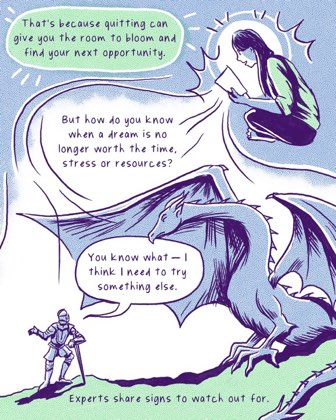 That's because quitting can
give you the room to bloom and
find your next opportunity.
But how do you know
when a dream is no
longer worth the time,
stress or resources?
You know what — I
think I need to try
something else.
Experts share signs to watch out for.